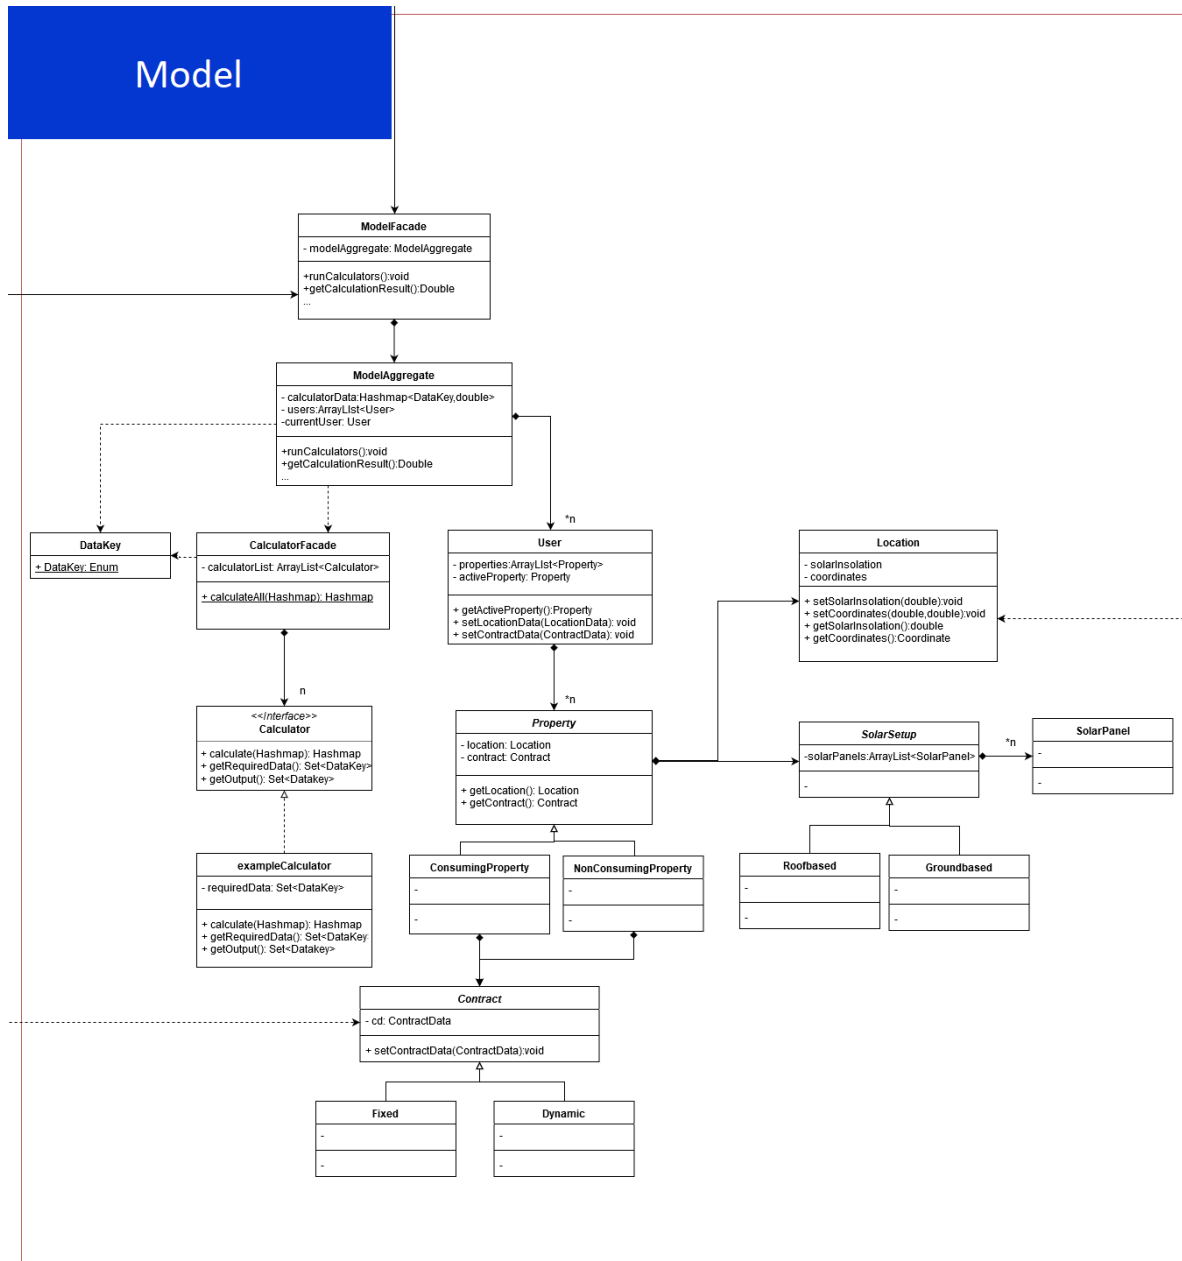 Model
ModelFacade
- modelAggregate: ModelAggregate
+runCalculators():void
+getCalculationResult():Double
...
ModelAggregate
- calculatorData:Hashmap<DataKey,double>
- users:ArrayLIst<User>
-currentUser: User
+runCalculators():void
+getCalculationResult():Double
...
*n
DataKey
+ DataKey: Enum
CalculatorFacade
- calculatorList: ArrayList<Calculator>
+ calculateAll(Hashmap): Hashmap
User
- properties:ArrayLIst<Property>
- activeProperty: Property
+ getActiveProperty():Property
+ setLocationData(LocationData): void
+ setContractData(ContractData): void
Location
- solarInsolation
- coordinates
+ setSolarInsolation(double):void
+ setCoordinates(double,double):void
+ getSolarInsolation():double
+ getCoordinates():Coordinate
n
*n
<<Interface>>
Calculator
+ calculate(Hashmap): Hashmap
+ getRequiredData(): Set<DataKey>
+ getOutput(): Set<Datakey>
Property
- location: Location
- contract: Contract
+ getLocation(): Location
+ getContract(): Contract
SolarSetup
-solarPanels:ArrayList<SolarPanel>
-
*n
SolarPanel
-
-
exampleCalculator
- requiredData: Set<DataKey>
+ calculate(Hashmap): Hashmap
+ getRequiredData(): Set<DataKey
+ getOutput(): Set<Datakey>
ConsumingProperty
-
-
NonConsumingProperty
-
-
Roofbased
-
-
Groundbased
-
-
Contract
- cd: ContractData
+ setContractData(ContractData):void
Fixed
-
-
Dynamic
-
-